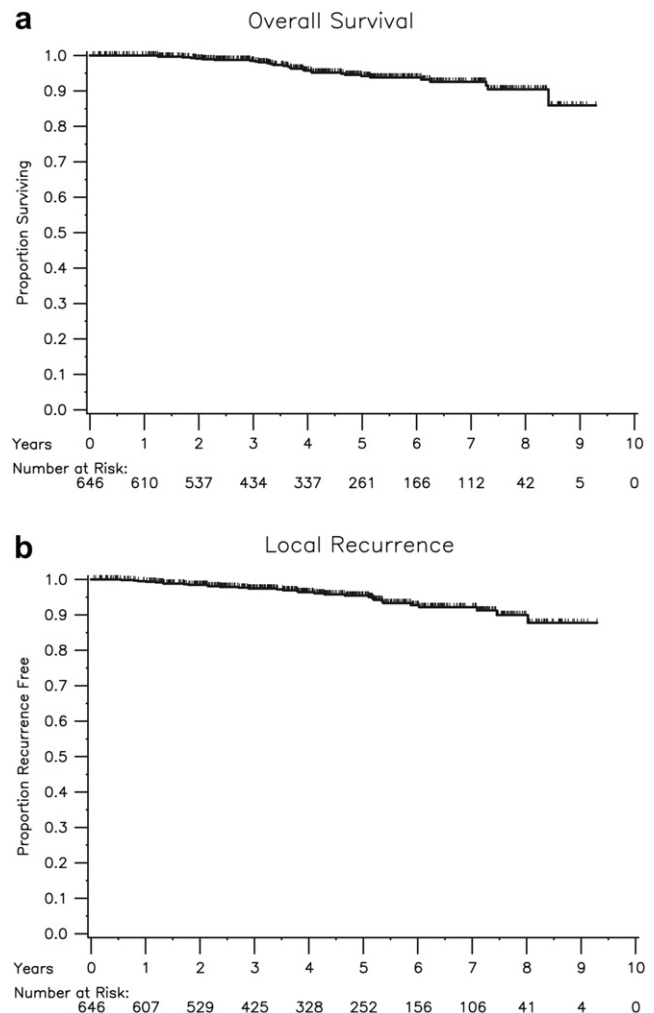 a
Overall Survival
1.0
0.9
0.8
0.7
0.6
0.5
0.4
0.3
0.2
0.1
0.0
Proportion Surviving
Years 0 1 2 3 4 5 6 7 8 9 10
Number at Risk:
646 610 537 434 337 261 166 112 42 5 0
b
Local Recurrence
1.0
0.9
0.8
0.7
0.6
0.5
0.4
0.3
0.2
0.1
0.0
Proportion Recurrence Free
Years 0 1 2 3 4 5 6 7 8 9 10
Number at Risk:
646 607 529 425 328 252 156 106 41 4 0